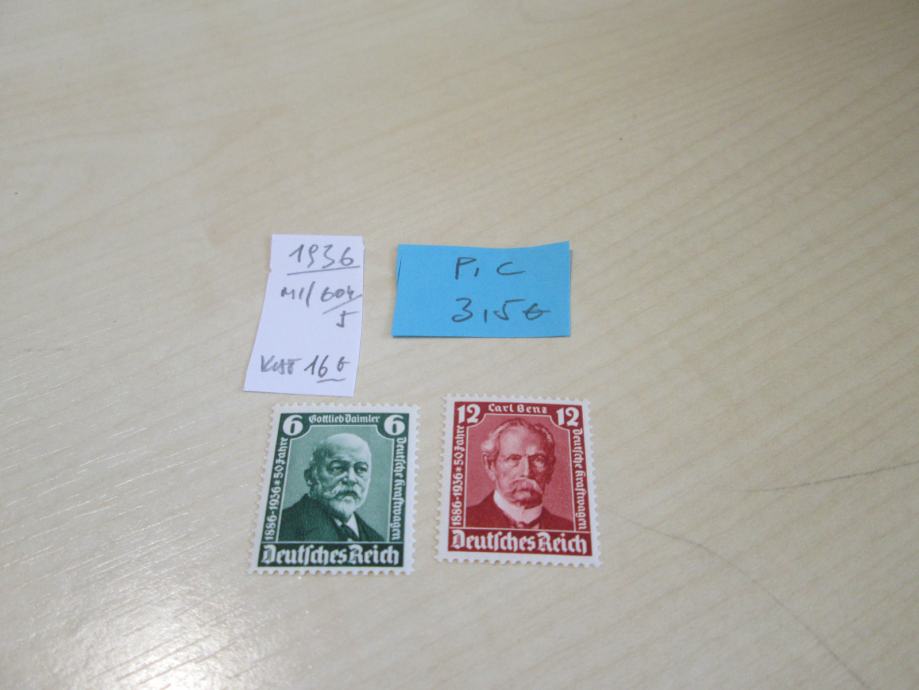 1936
MI/604/
5
Kat 16€
P, C
3,5€
6 Gottlieb Daimler 6
1886-1936 * 50 Jahre
Deutsche Kraftwagen
Deutsches Reich
12 Carl Benz 12
1886-1936 * 50 Jahre
Deutsche Kraftwagen
Deutsches Reich